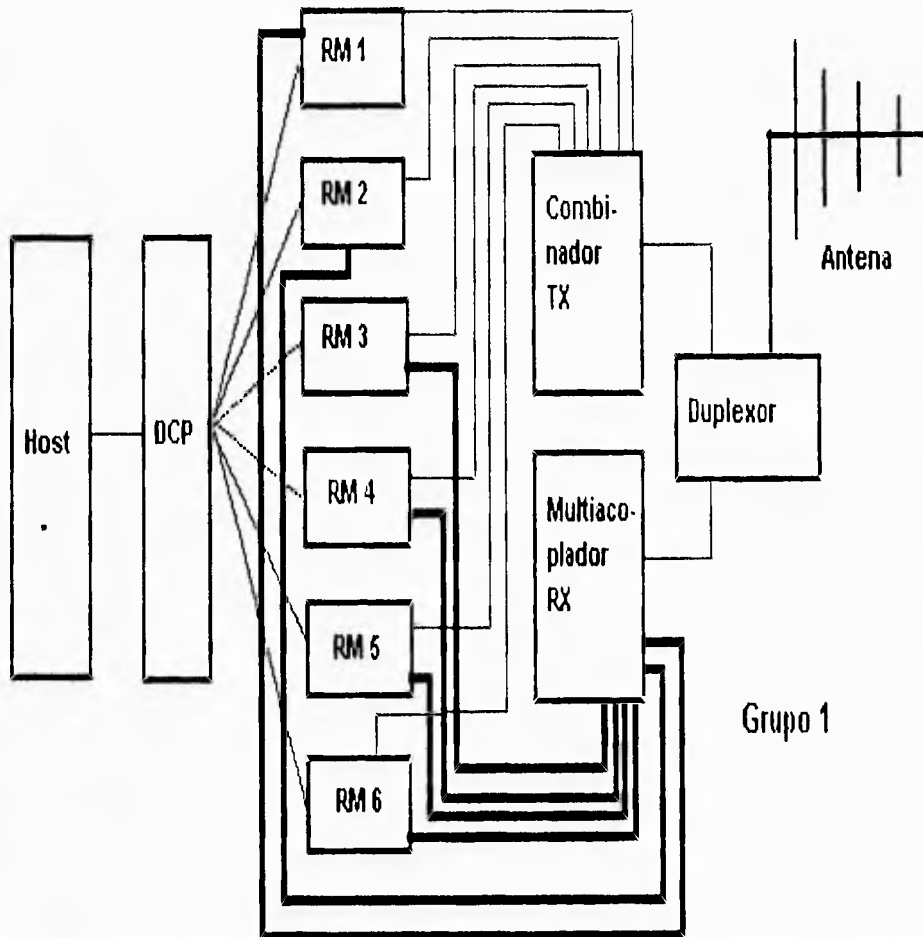 RM 1
RM 2
RM 3
RM 4
RM 5
RM 6
Host
DCP
Combi-
nador
TX
Multiaco-
plador
RX
Duplexor
Antena
Grupo 1